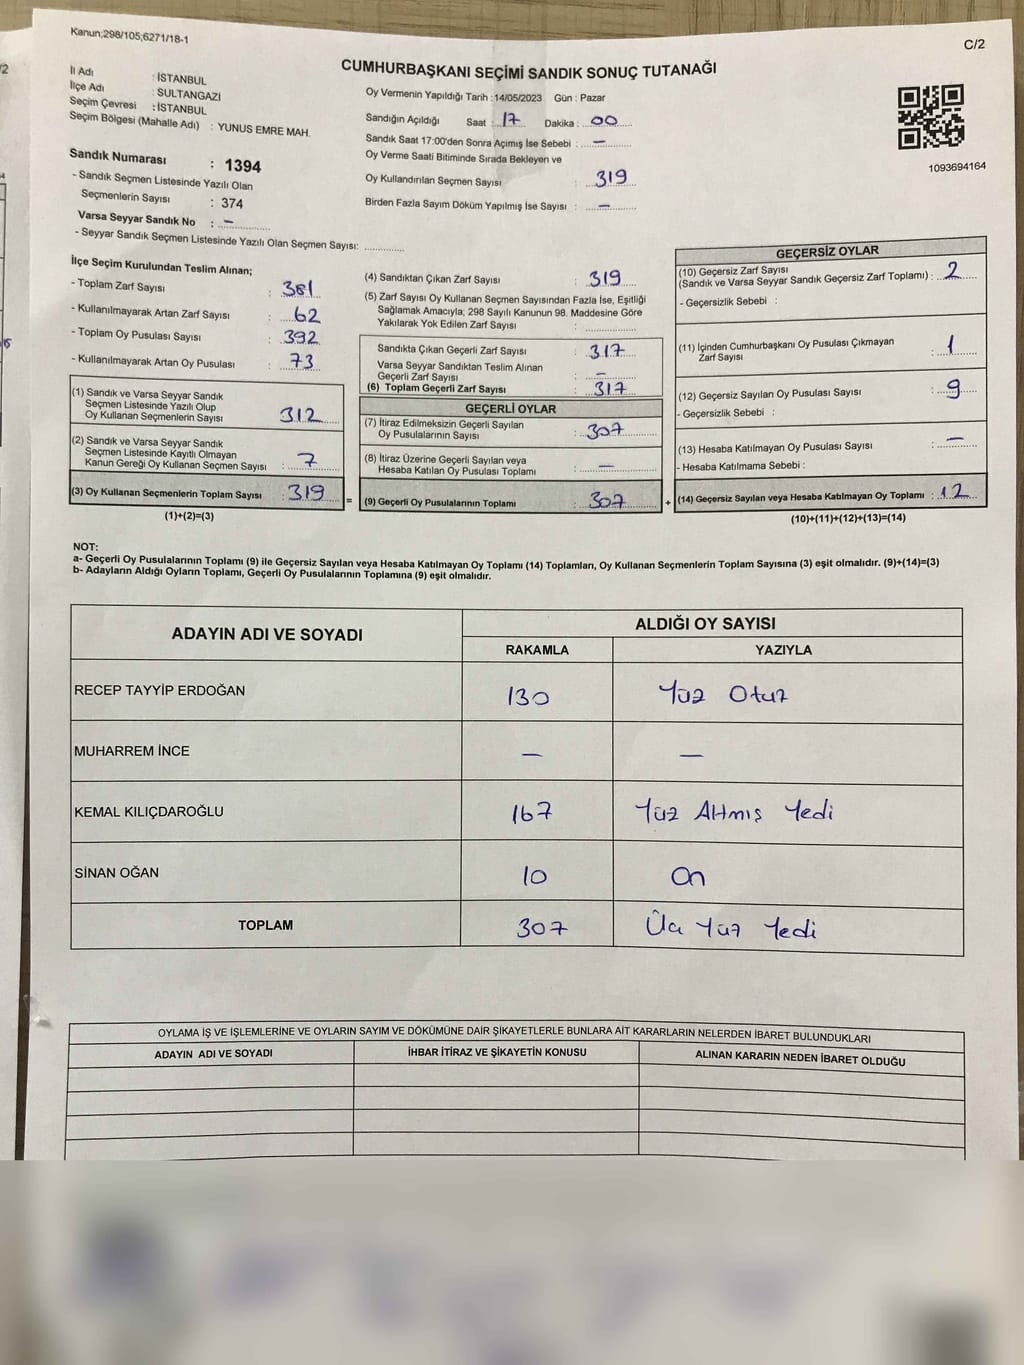 Kanun;298/105;6271/18-1
C/2
CUMHURBAŞKANI SEÇİMİ SANDIK SONUÇ TUTANAĞI
İl Adı : İSTANBUL
İlçe Adı : SULTANGAZİ
Seçim Çevresi : İSTANBUL
Seçim Bölgesi (Mahalle Adı) : YUNUS EMRE MAH.
Sandık Numarası : 1394
- Sandık Seçmen Listesinde Yazılı Olan
Seçmenlerin Sayısı : 374
Varsa Seyyar Sandık No : –
- Seyyar Sandık Seçmen Listesinde Yazılı Olan Seçmen Sayısı: ..............
Oy Vermenin Yapıldığı Tarih : 14/05/2023 Gün : Pazar
Sandığın Açıldığı Saat : 17 Dakika : 00
Sandık Saat 17:00'den Sonra Açımış İse Sebebi : –
Oy Verme Saati Bitiminde Sırada Bekleyen ve
Oy Kullandırılan Seçmen Sayısı : 319
Birden Fazla Sayım Döküm Yapılmış İse Sayısı : –
1093694164
İlçe Seçim Kurulundan Teslim Alınan;
- Toplam Zarf Sayısı : 381
- Kullanılmayarak Artan Zarf Sayısı : 62
- Toplam Oy Pusulası Sayısı : 392
- Kullanılmayarak Artan Oy Pusulası : 73
(1) Sandık ve Varsa Seyyar Sandık
Seçmen Listesinde Yazılı Olup
Oy Kullanan Seçmenlerin Sayısı : 312
(2) Sandık ve Varsa Seyyar Sandık
Seçmen Listesinde Kayıtlı Olmayan
Kanun Gereği Oy Kullanan Seçmen Sayısı : 7
(3) Oy Kullanan Seçmenlerin Toplam Sayısı : 319
(1)+(2)=(3)
=
(4) Sandıktan Çıkan Zarf Sayısı : 319
(5) Zarf Sayısı Oy Kullanan Seçmen Sayısından Fazla İse, Eşitliği
Sağlamak Amacıyla; 298 Sayılı Kanunun 98. Maddesine Göre
Yakılarak Yok Edilen Zarf Sayısı : ................
Sandıkta Çıkan Geçerli Zarf Sayısı : 317
Varsa Seyyar Sandıktan Teslim Alınan
Geçerli Zarf Sayısı : –
(6) Toplam Geçerli Zarf Sayısı : 317
GEÇERLİ OYLAR
(7) İtiraz Edilmeksizin Geçerli Sayılan
Oy Pusulalarının Sayısı : 307
(8) İtiraz Üzerine Geçerli Sayılan veya
Hesaba Katılan Oy Pusulası Toplamı : –
(9) Geçerli Oy Pusulalarının Toplamı : 307
+
GEÇERSİZ OYLAR
(10) Geçersiz Zarf Sayısı
(Sandık ve Varsa Seyyar Sandık Geçersiz Zarf Toplamı) : 2
- Geçersizlik Sebebi :
(11) İçinden Cumhurbaşkanı Oy Pusulası Çıkmayan
Zarf Sayısı : 1
(12) Geçersiz Sayılan Oy Pusulası Sayısı : 9
- Geçersizlik Sebebi :
(13) Hesaba Katılmayan Oy Pusulası Sayısı : –
- Hesaba Katılmama Sebebi :
(14) Geçersiz Sayılan veya Hesaba Katılmayan Oy Toplamı : 12
(10)+(11)+(12)+(13)=(14)
NOT:
a- Geçerli Oy Pusulalarının Toplamı (9) ile Geçersiz Sayılan veya Hesaba Katılmayan Oy Toplamı (14) Toplamları, Oy Kullanan Seçmenlerin Toplam Sayısına (3) eşit olmalıdır. (9)+(14)=(3)
b- Adayların Aldığı Oyların Toplamı, Geçerli Oy Pusulalarının Toplamına (9) eşit olmalıdır.
ADAYIN ADI VE SOYADI
ALDIĞI OY SAYISI
RAKAMLA YAZIYLA
RECEP TAYYİP ERDOĞAN 130 Yüz Otuz
MUHARREM İNCE – –
KEMAL KILIÇDAROĞLU 167 Yüz Altmış Yedi
SİNAN OĞAN 10 On
TOPLAM 307 Üç Yüz Yedi
OYLAMA İŞ VE İŞLEMLERİNE VE OYLARIN SAYIM VE DÖKÜMÜNE DAİR ŞİKAYETLERLE BUNLARA AİT KARARLARIN NELERDEN İBARET BULUNDUKLARI
ADAYIN ADI VE SOYADI İHBAR İTİRAZ VE ŞİKAYETİN KONUSU ALINAN KARARIN NEDEN İBARET OLDUĞU